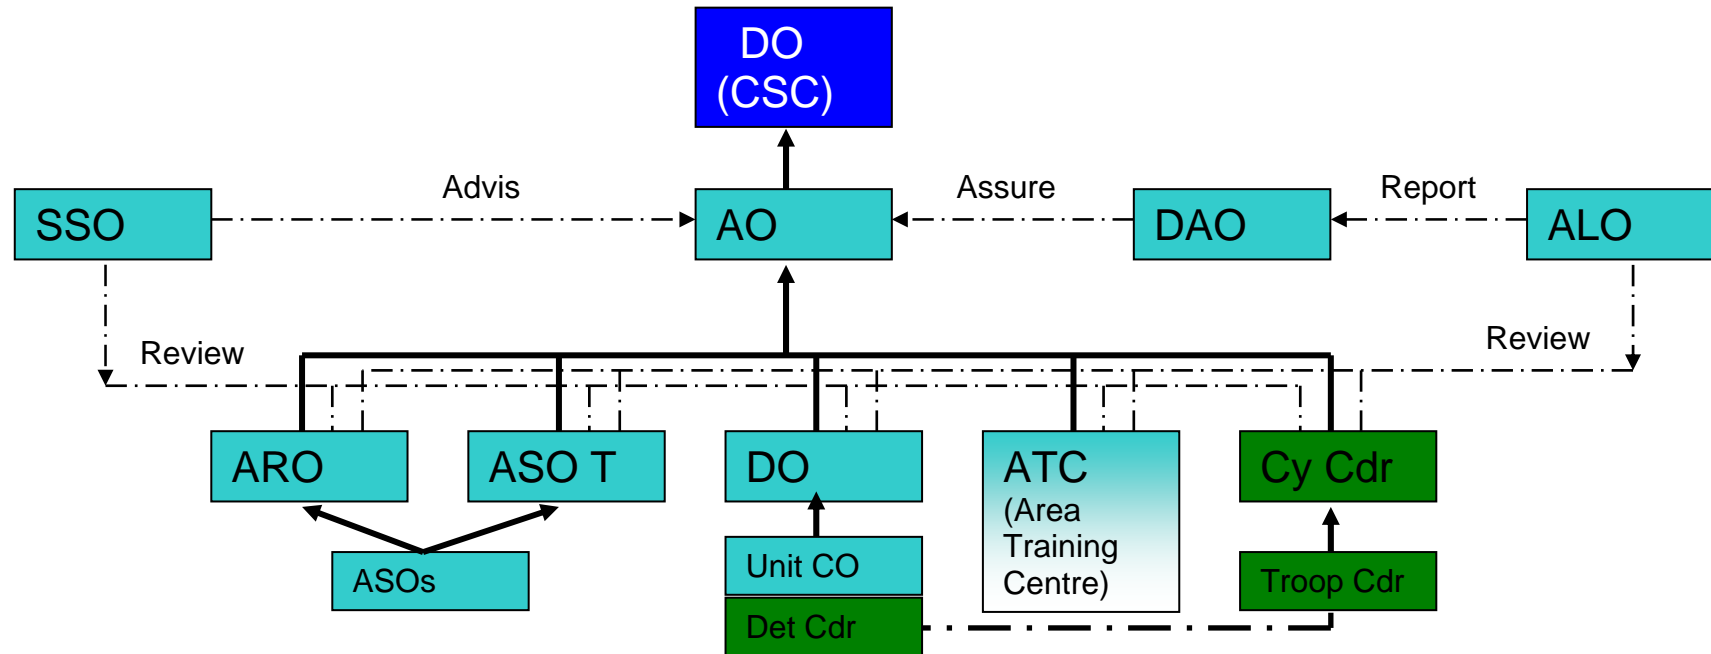 DO
(CSC)
Advis
Assure
Report
SSO
AO
DAO
ALO
Review
Review
ARO
ASO T
DO
ATC
(Area
Training
Centre)
Cy Cdr
ASOs
Unit CO
Det Cdr
Troop Cdr